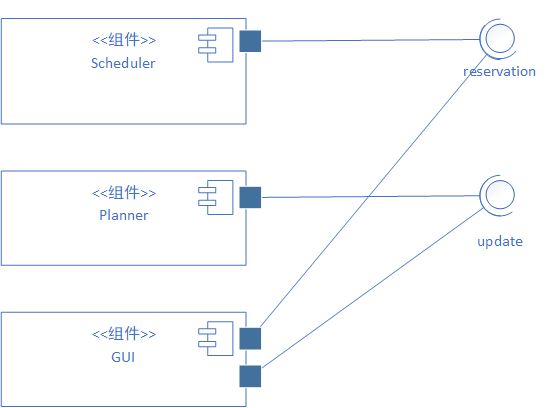 <<组件>>
Scheduler
reservation
<<组件>>
Planner
update
<<组件>>
GUI